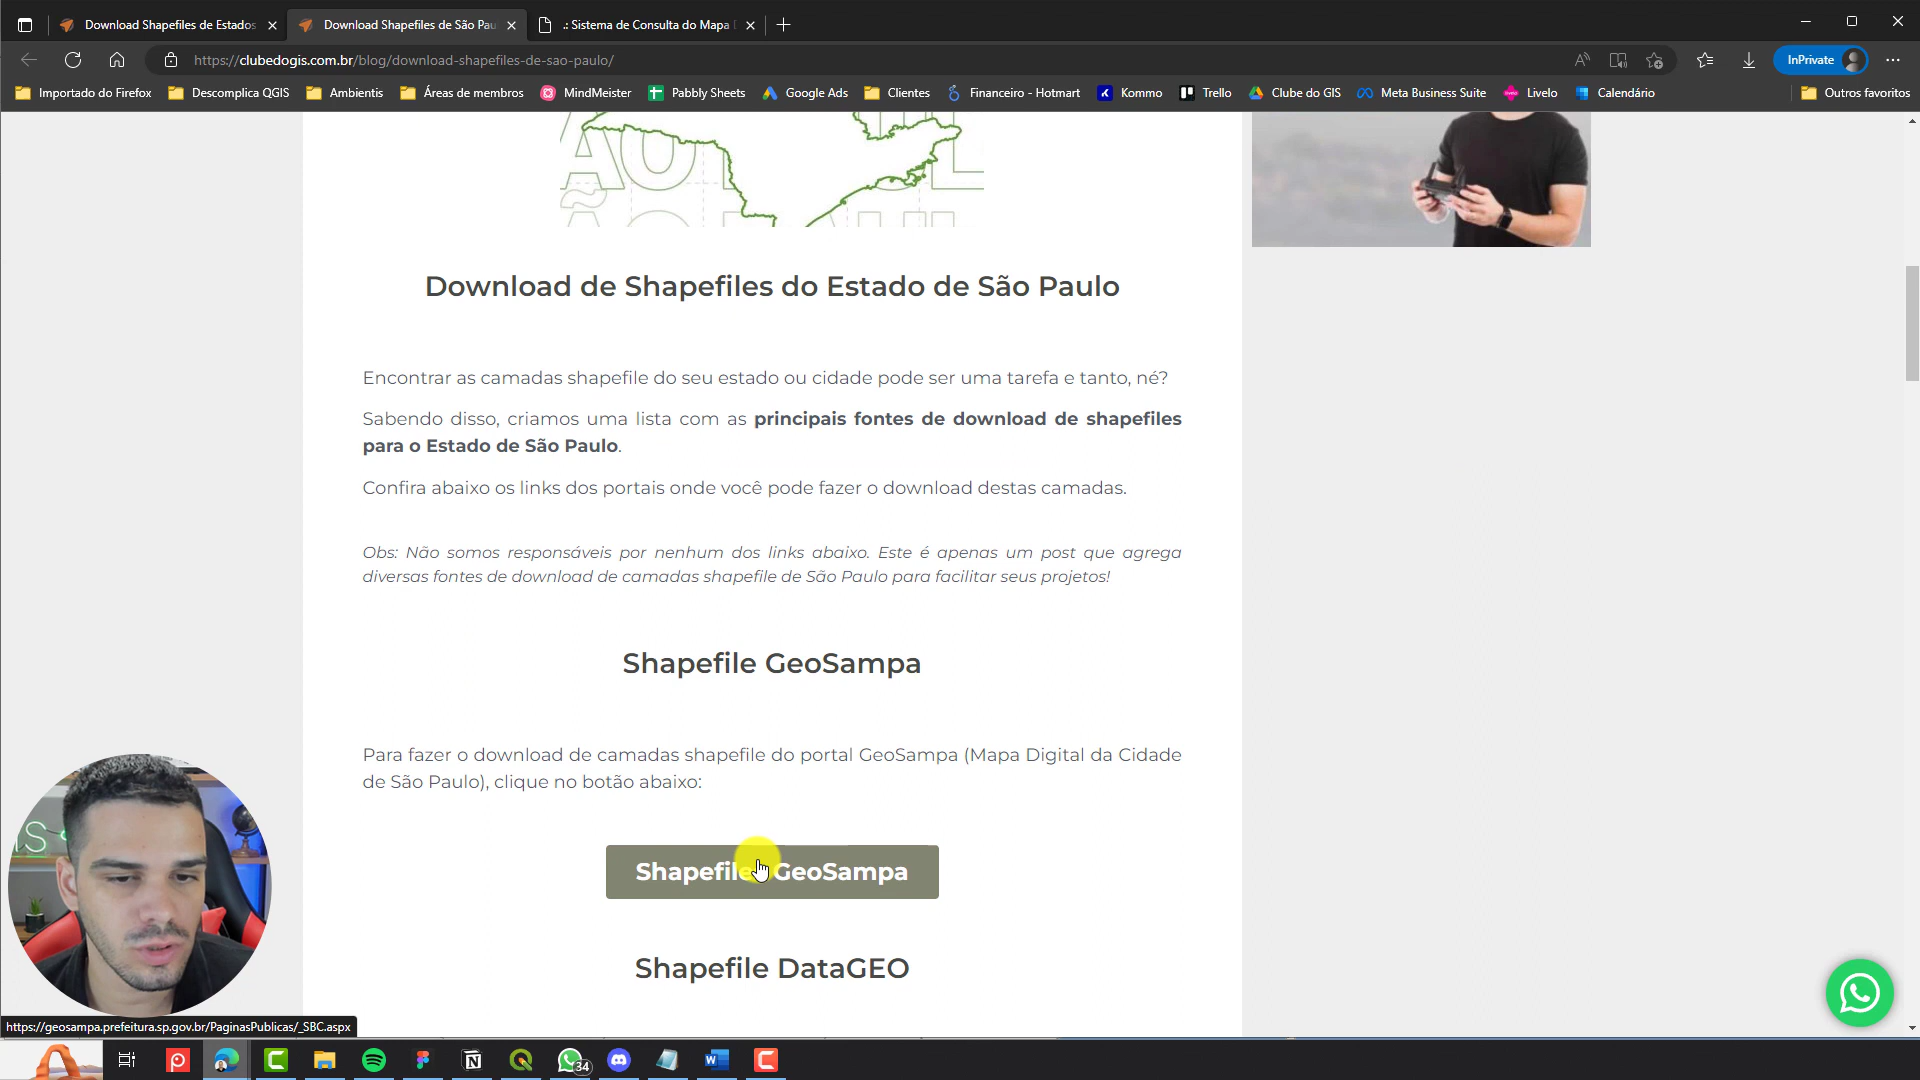 Download Shapefiles de Estados
Download Shapefiles de São Pau
.: Sistema de Consulta do Mapa
https://clubedogis.com.br/blog/download-shapefiles-de-sao-paulo/
InPrivate
Importado do Firefox
Descomplica QGIS
Ambientis
Áreas de membros
MindMeister
Pabbly Sheets
Google Ads
Clientes
Financeiro - Hotmart
Kommo
Trello
Clube do GIS
Meta Business Suite
Livelo
Calendário
Outros favoritos
Download de Shapefiles do Estado de São Paulo
Encontrar as camadas shapefile do seu estado ou cidade pode ser uma tarefa e tanto, né?
Sabendo disso, criamos uma lista com as principais fontes de download de shapefiles
para o Estado de São Paulo.
Confira abaixo os links dos portais onde você pode fazer o download destas camadas.
Obs: Não somos responsáveis por nenhum dos links abaixo. Este é apenas um post que agrega
diversas fontes de download de camadas shapefile de São Paulo para facilitar seus projetos!
Shapefile GeoSampa
Para fazer o download de camadas shapefile do portal GeoSampa (Mapa Digital da Cidade
de São Paulo), clique no botão abaixo:
GeoSampa
Shapefile DataGEO
https://geosampa.prefeitura.sp.gov.br/PaginasPublicas/_SBC.aspx
34